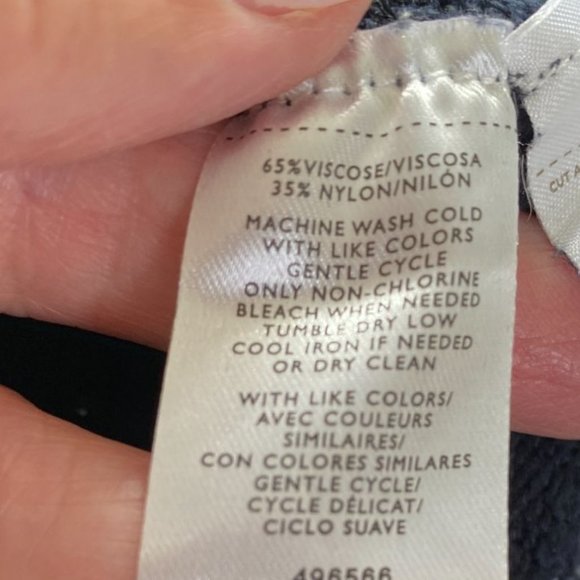 65%VISCOSE/VISCOSA
35% NYLON/NILÓN
MACHINE WASH COLD
WITH LIKE COLORS
GENTLE CYCLE
ONLY NON-CHLORINE
BLEACH WHEN NEEDED
TUMBLE DRY LOW
COOL IRON IF NEEDED
OR DRY CLEAN
WITH LIKE COLORS/
AVEC COULEURS
SIMILAIRES/
CON COLORES SIMILARES
GENTLE CYCLE/
CYCLE DÉLICAT/
CICLO SUAVE
496566
CUT